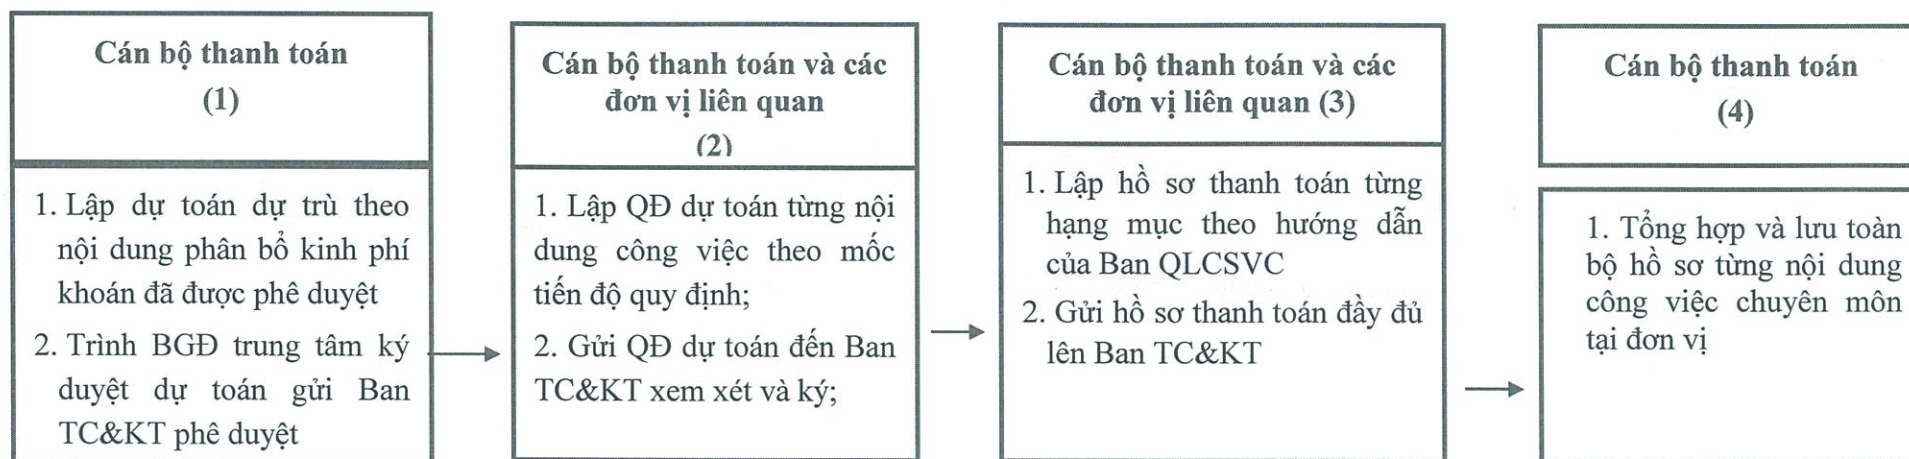 Cán bộ thanh toán
(1)
1. Lập dự toán dự trù theo
nội dung phân bổ kinh phí
khoán đã được phê duyệt
2. Trình BGĐ trung tâm ký
duyệt dự toán gửi Ban
TC&KT phê duyệt
Cán bộ thanh toán và các
đơn vị liên quan
(2)
1. Lập QĐ dự toán từng nội
dung công việc theo mốc
tiến độ quy định;
2. Gửi QĐ dự toán đến Ban
TC&KT xem xét và ký;
Cán bộ thanh toán và các
đơn vị liên quan (3)
1. Lập hồ sơ thanh toán từng
hạng mục theo hướng dẫn
của Ban QLCSVC
2. Gửi hồ sơ thanh toán đầy đủ
lên Ban TC&KT
Cán bộ thanh toán
(4)
1. Tổng hợp và lưu toàn
bộ hồ sơ từng nội dung
công việc chuyên môn
tại đơn vị